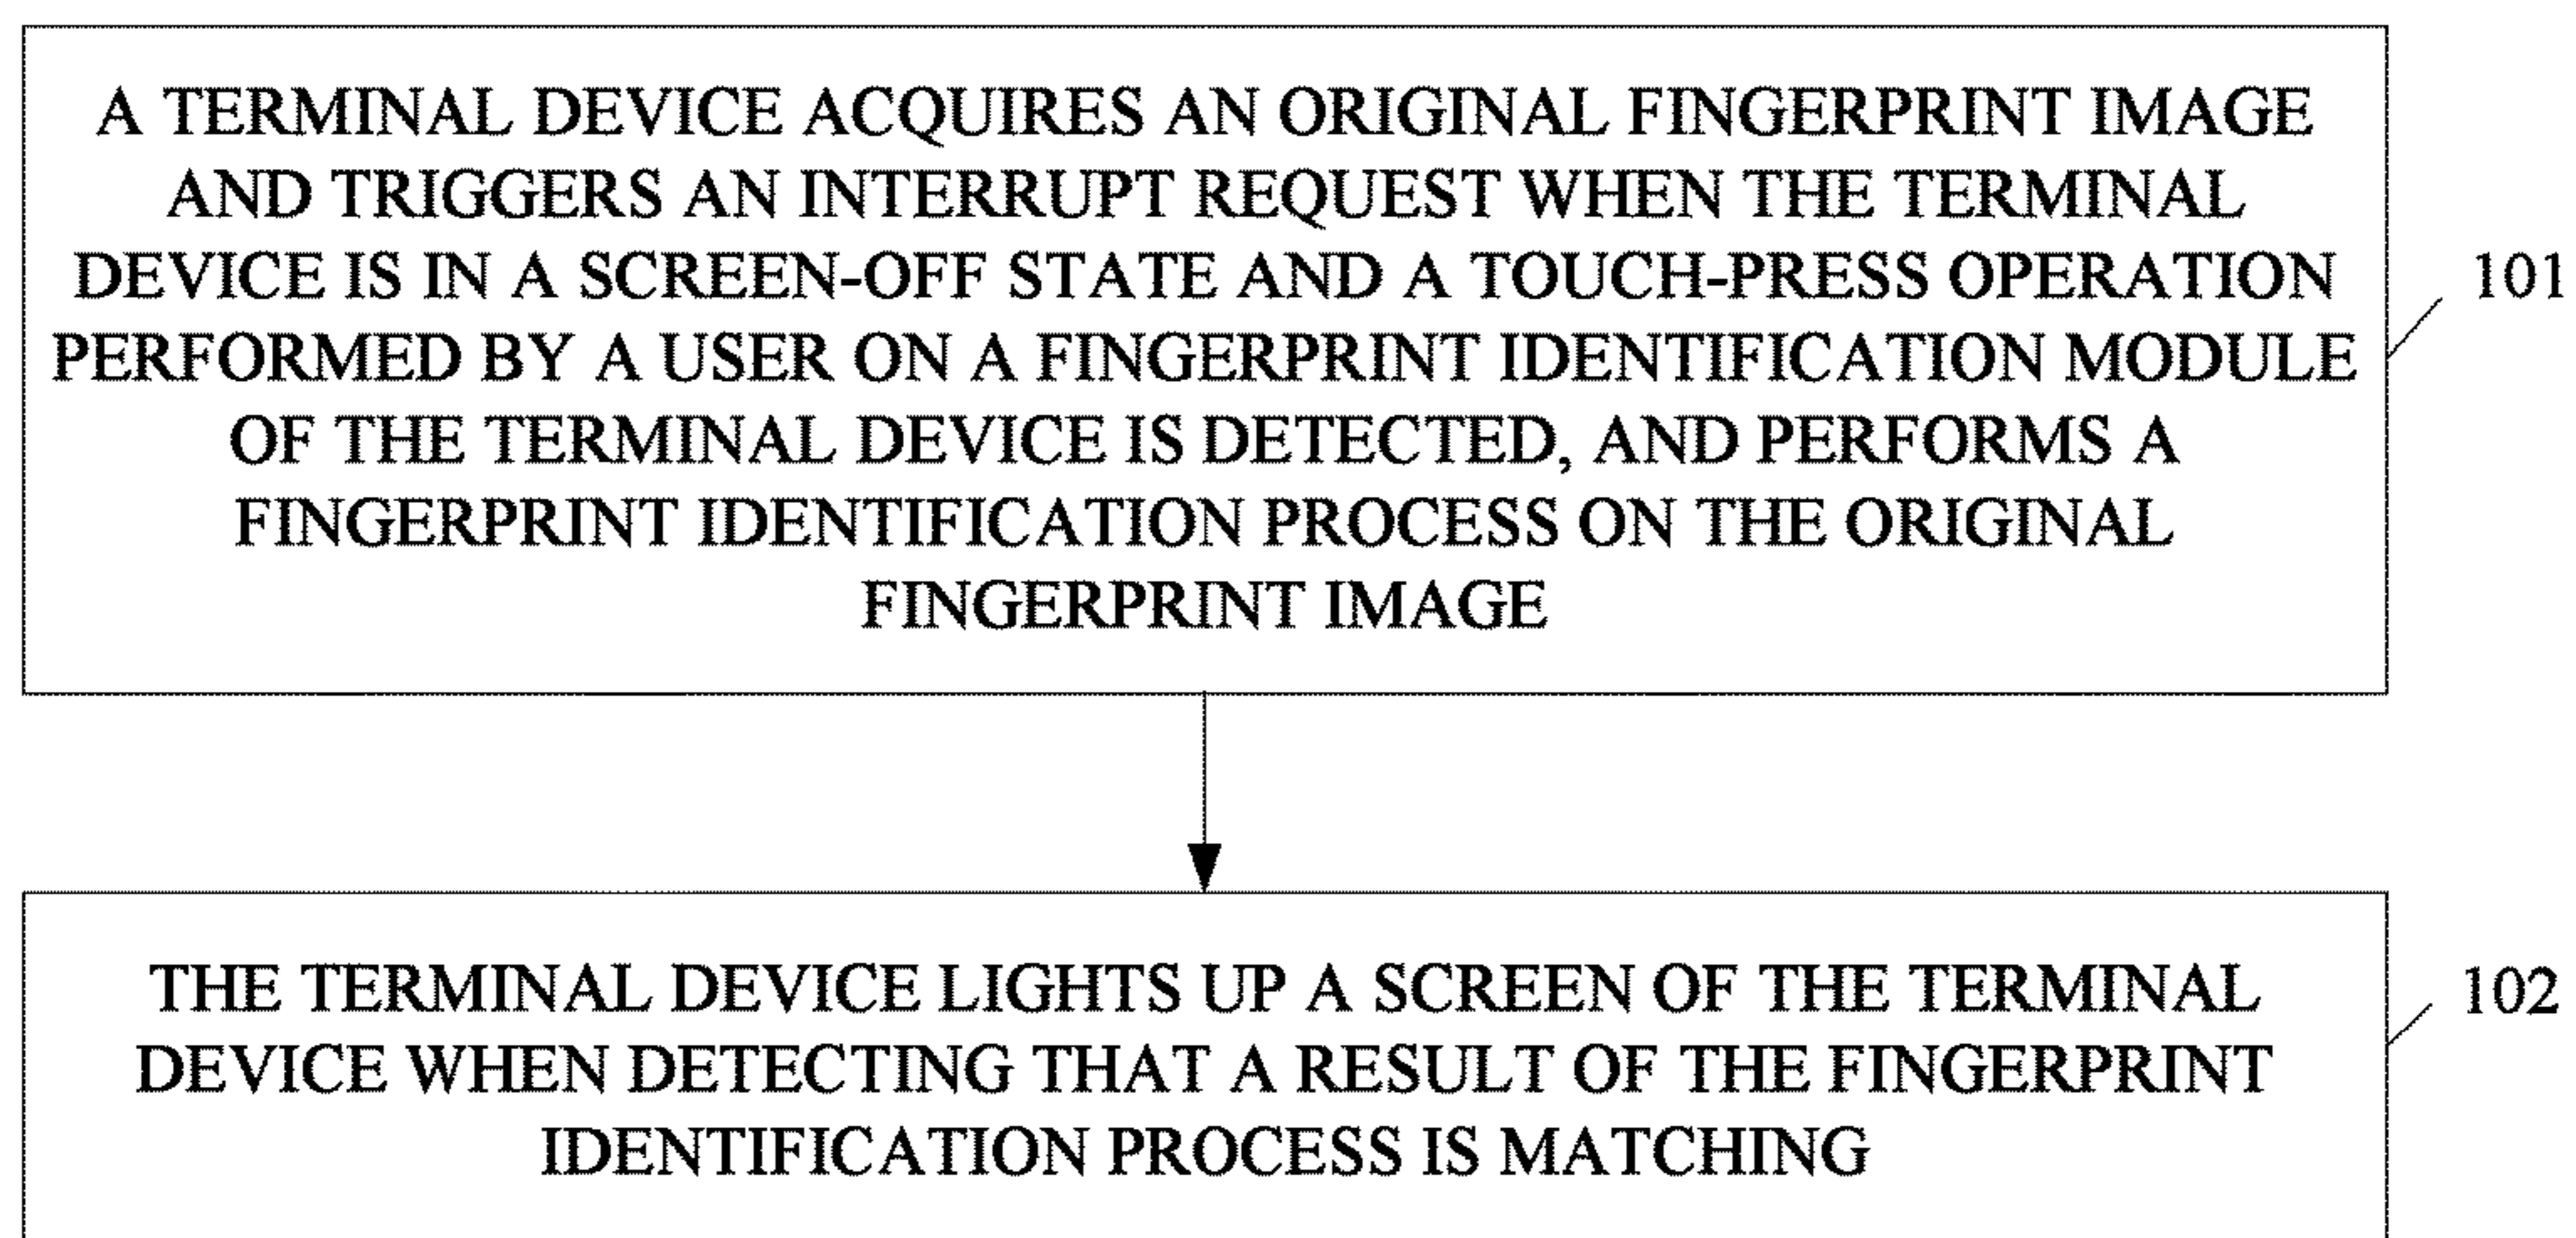 A TERMINAL DEVICE ACQUIRES AN ORIGINAL FINGERPRINT IMAGE
AND TRIGGERS AN INTERRUPT REQUEST WHEN THE TERMINAL
DEVICE IS IN A SCREEN-OFF STATE AND A TOUCH-PRESS OPERATION
PERFORMED BY A USER ON A FINGERPRINT IDENTIFICATION MODULE
OF THE TERMINAL DEVICE IS DETECTED, AND PERFORMS A
FINGERPRINT IDENTIFICATION PROCESS ON THE ORIGINAL
FINGERPRINT IMAGE
101
THE TERMINAL DEVICE LIGHTS UP A SCREEN OF THE TERMINAL
DEVICE WHEN DETECTING THAT A RESULT OF THE FINGERPRINT
IDENTIFICATION PROCESS IS MATCHING
102